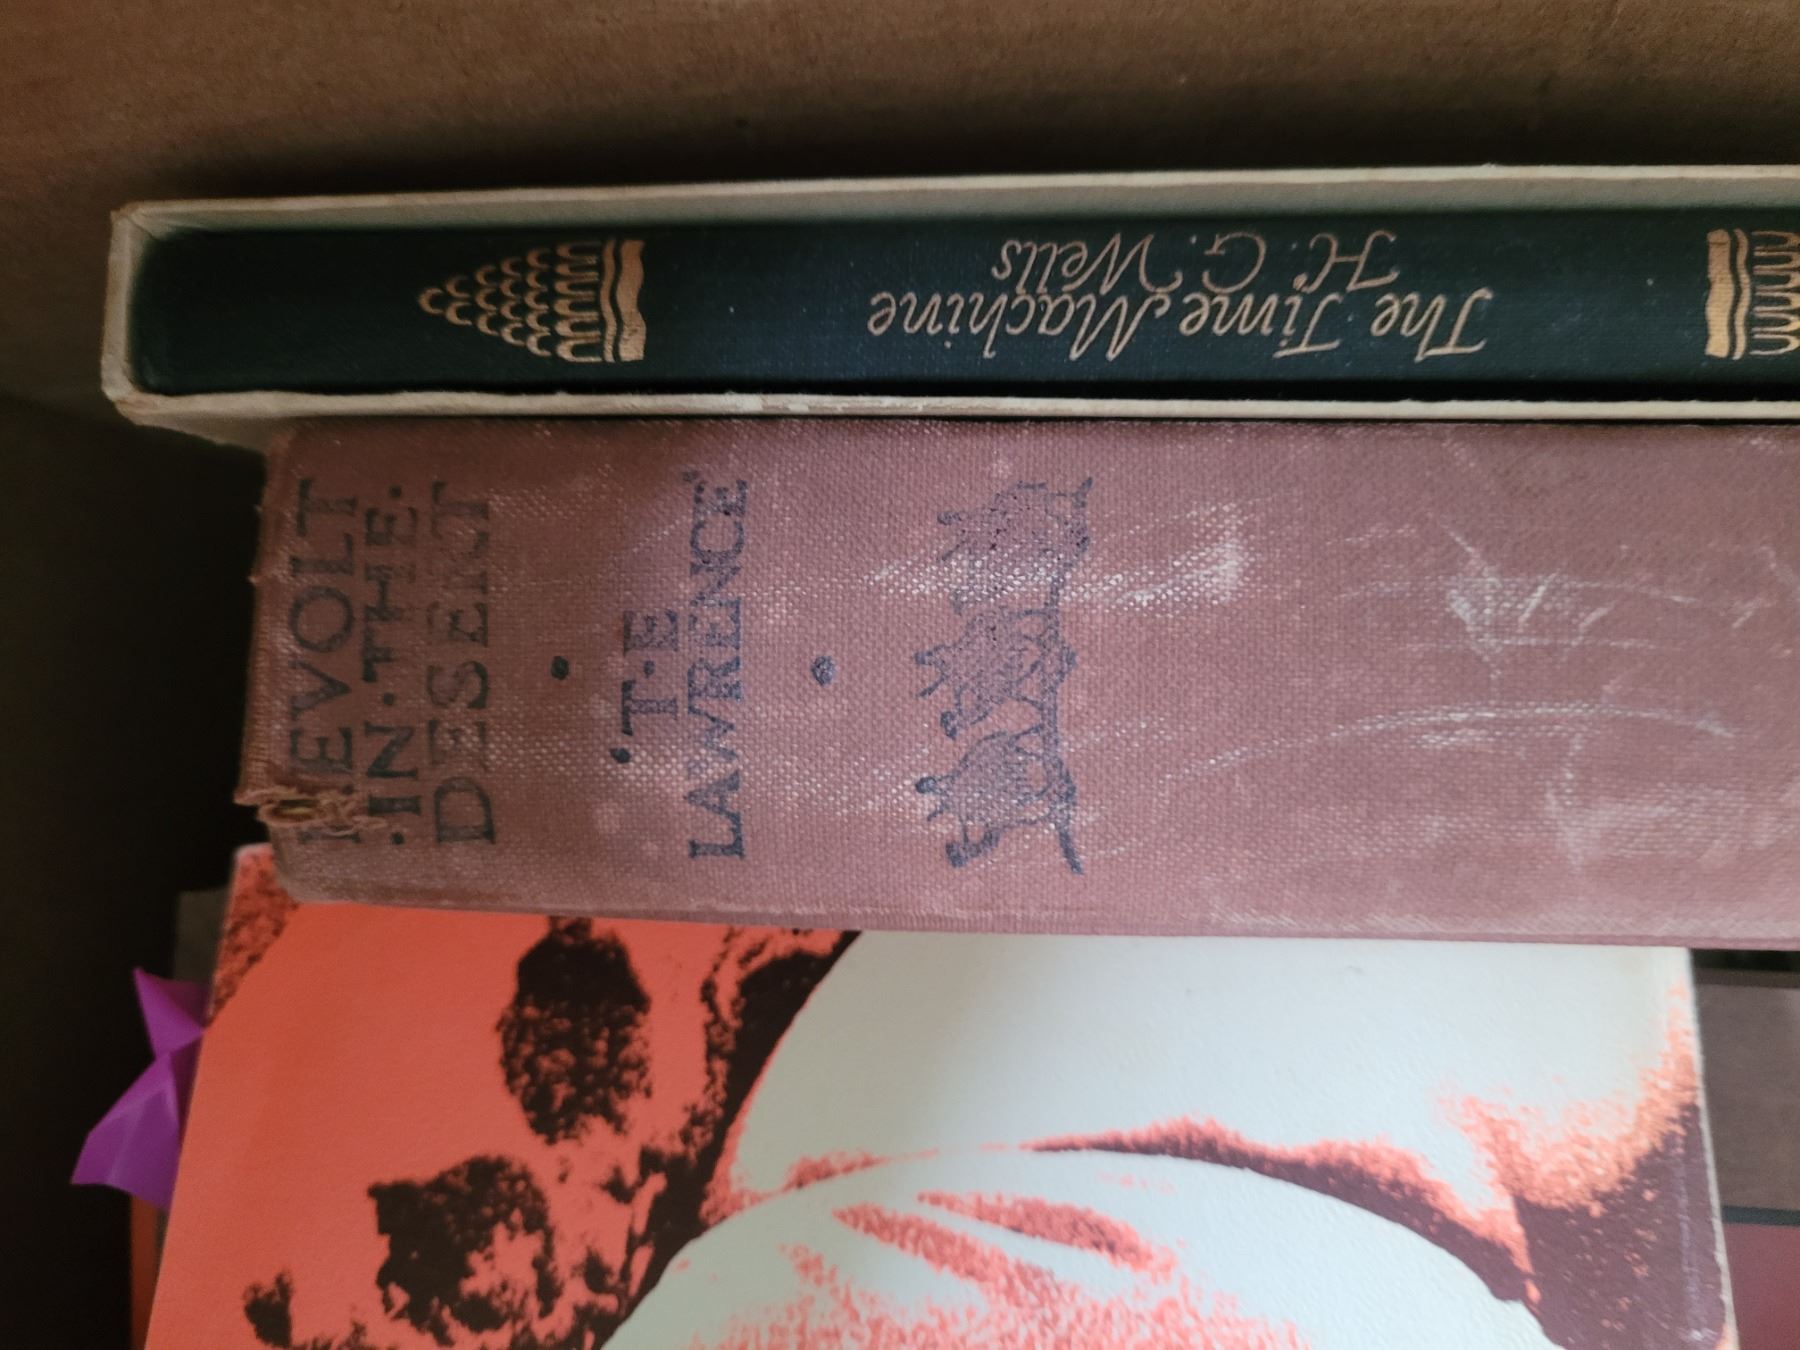 The Time Machine
H. G. Wells
REVOLT
·IN·THE·
DESERT
'T·E
LAWRENCE'